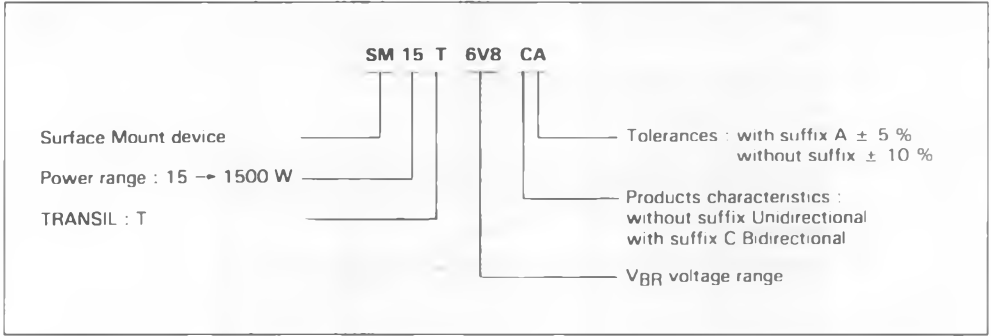 SM 15 T 6V8 CA
Surface Mount device
Power range : 15 → 1500 W
TRANSIL : T
Tolerances : with suffix A ± 5 %
without suffix ± 10 %
Products characteristics :
without suffix Unidirectional
with suffix C Bidirectional
VBR voltage range